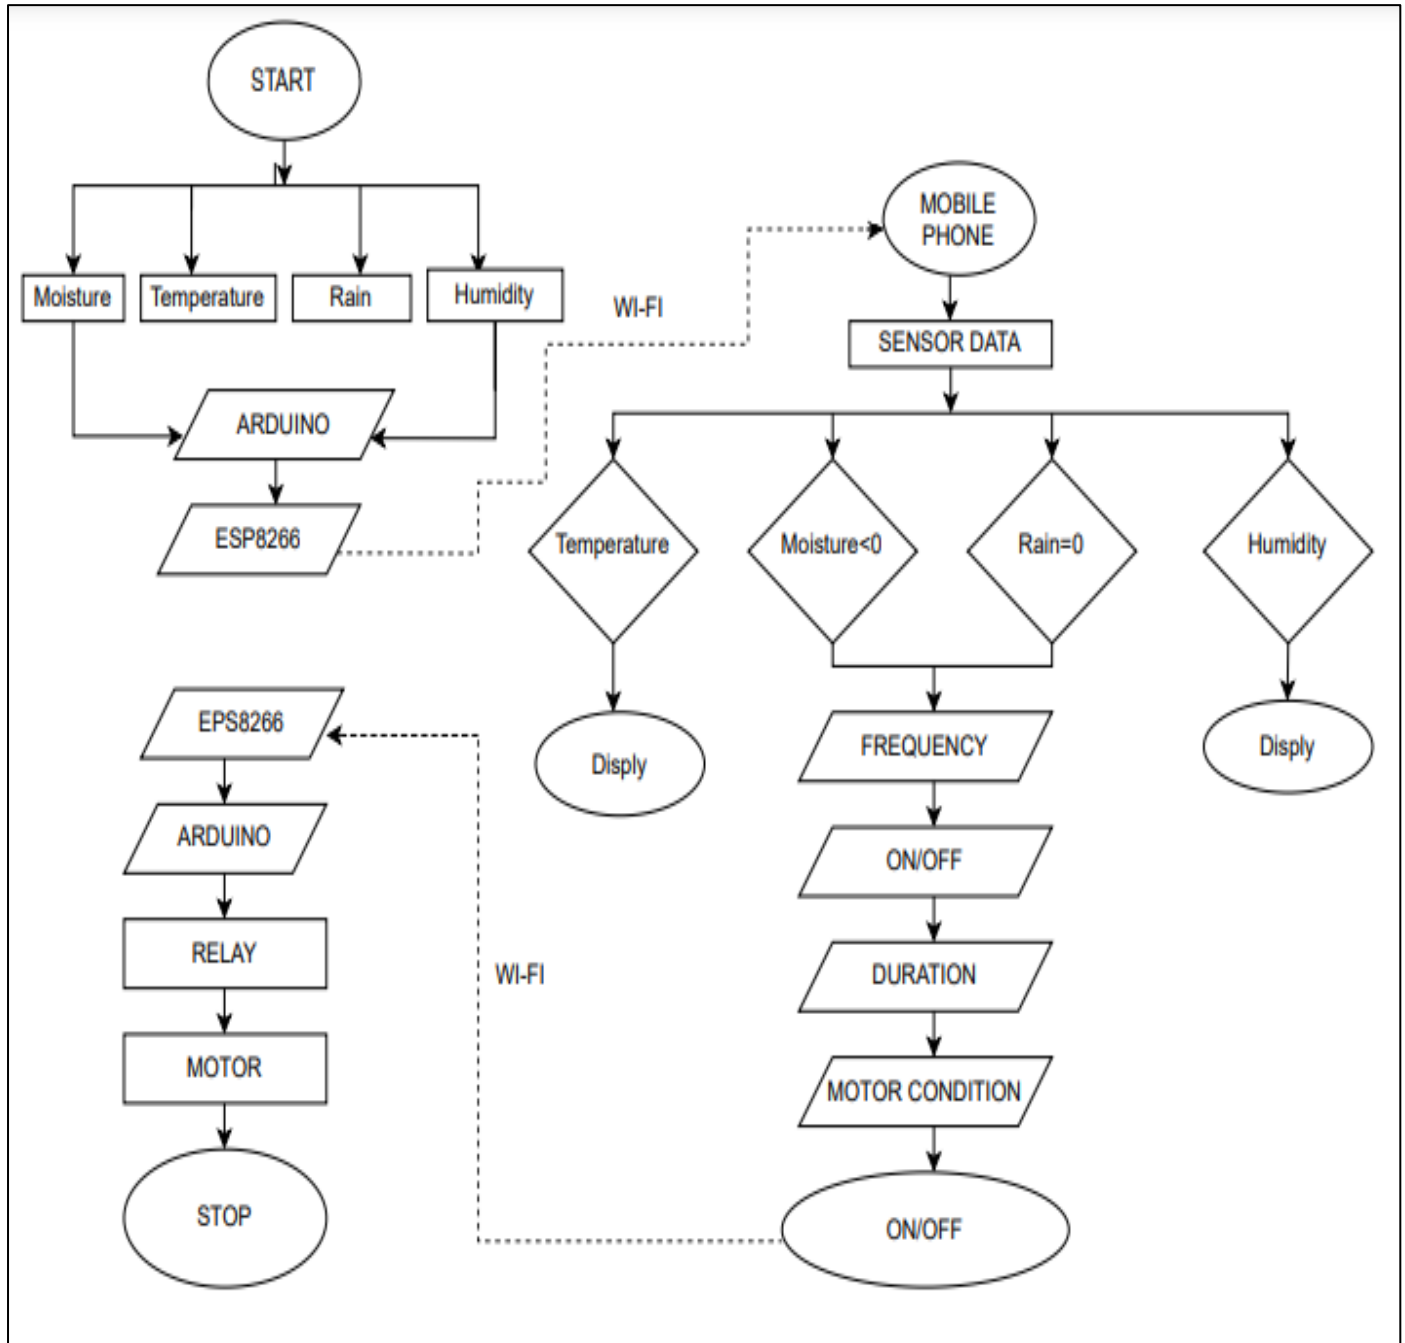 START
Moisture
Temperature
Rain
Humidity
ARDUINO
ESP8266
WI-FI
MOBILE
PHONE
SENSOR DATA
Temperature
Moisture<0
Rain=0
Humidity
Disply
FREQUENCY
Disply
ON/OFF
DURATION
MOTOR CONDITION
ON/OFF
WI-FI
EPS8266
ARDUINO
RELAY
MOTOR
STOP